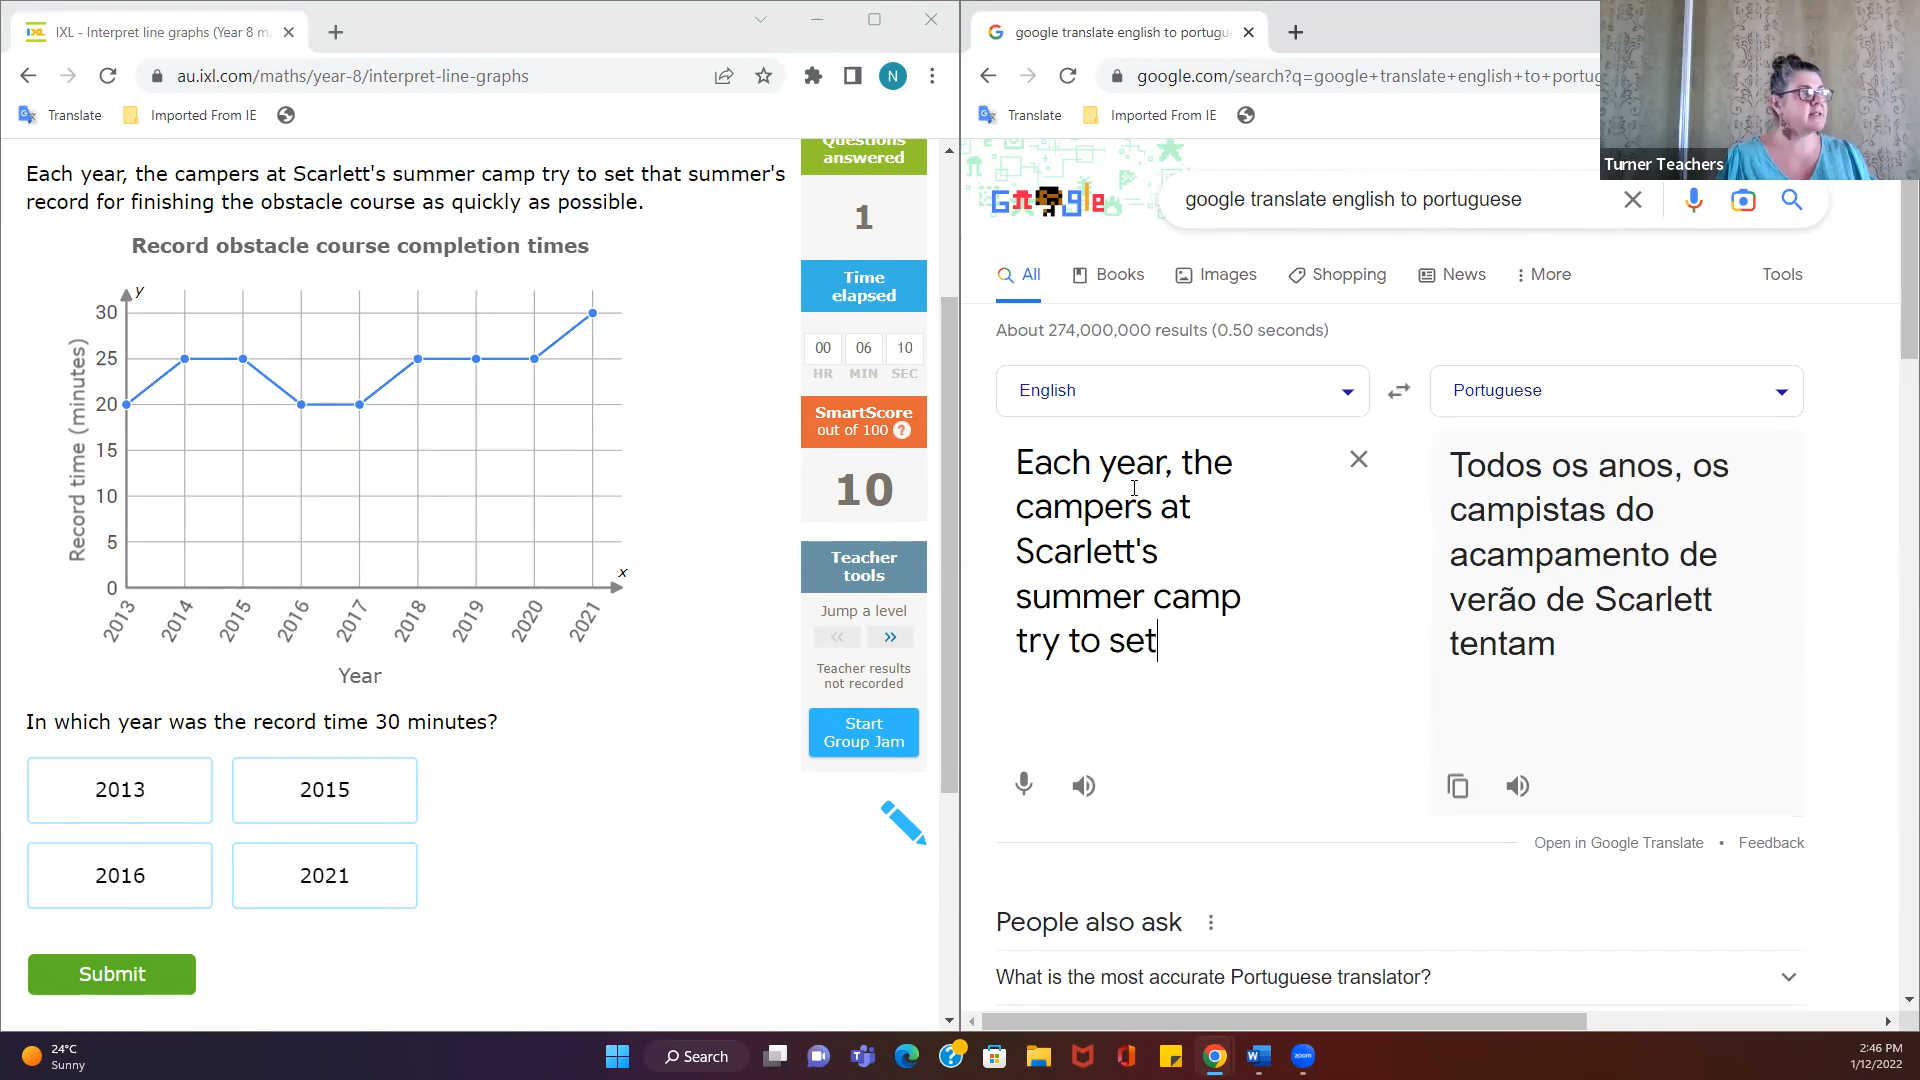 IXL - Interpret line graphs (Year 8 m
au.ixl.com/maths/year-8/interpret-line-graphs
N
Translate
Imported From IE
Each year, the campers at Scarlett's summer camp try to set that summer's
record for finishing the obstacle course as quickly as possible.
Record obstacle course completion times
y
30
25
20
15
10
5
0
Record time (minutes)
x
2013
2014
2015
2016
2017
2018
2019
2020
2021
Year
In which year was the record time 30 minutes?
2013
2015
2016
2021
Submit
Questions
answered
1
Time
elapsed
00
06
10
HR
MIN
SEC
SmartScore
out of 100 ?
10
Teacher
tools
Jump a level
Teacher results
not recorded
Start
Group Jam
google translate english to portugu
google.com/search?q=google+translate+english+to+portug
Translate
Imported From IE
Turner Teachers
google translate english to portuguese
All
Books
Images
Shopping
News
More
Tools
About 274,000,000 results (0.50 seconds)
English
Portuguese
Each year, the
campers at
Scarlett's
summer camp
try to set
Todos os anos, os
campistas do
acampamento de
verão de Scarlett
tentam
Open in Google Translate • Feedback
People also ask
What is the most accurate Portuguese translator?
24°C
Sunny
Search
zoom
2:46 PM
1/12/2022